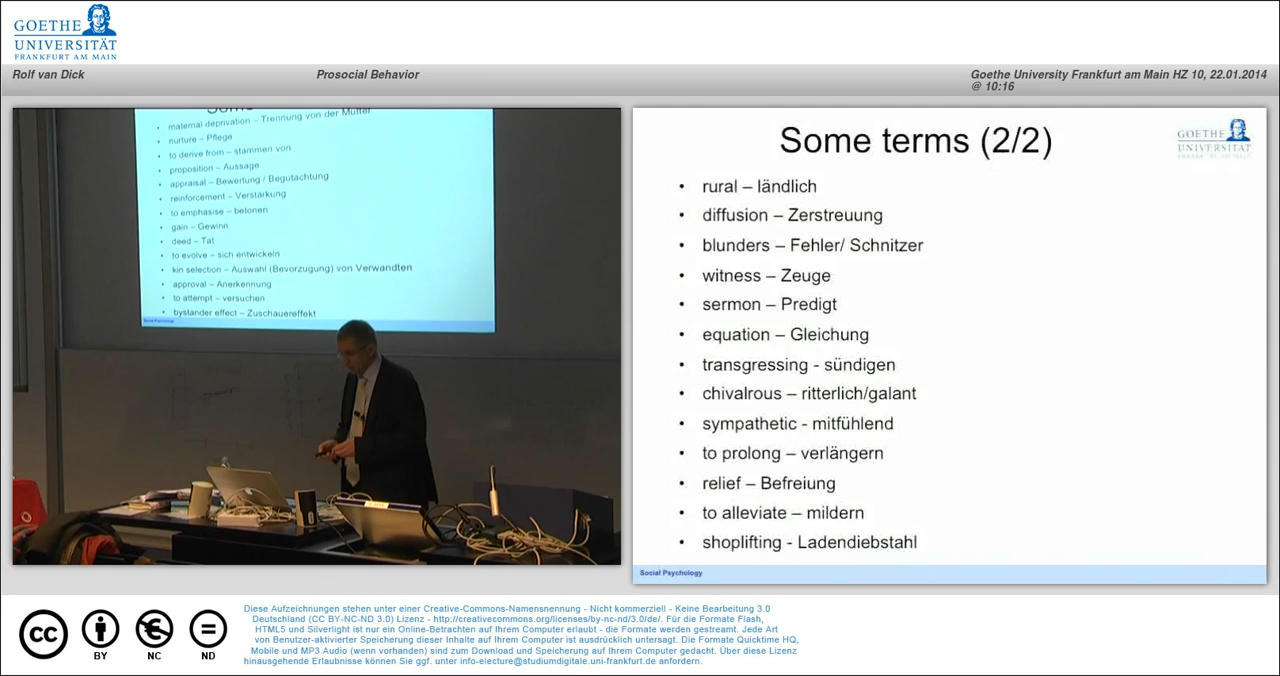 GOETHE
UNIVERSITÄT
FRANKFURT AM MAIN
Rolf van Dick
Prosocial Behavior
Goethe University Frankfurt am Main HZ 10, 22.01.2014
@ 10:16
• maternal deprivation – Trennung von der Mutter
• nurture – Pflege
• to derive from – stammen von
• proposition – Aussage
• appraisal – Bewertung / Begutachtung
• reinforcement – Verstärkung
• to emphasise – betonen
• gain – Gewinn
• deed – Tat
• to evolve – sich entwickeln
• kin selection – Auswahl (Bevorzugung) von Verwandten
• approval – Anerkennung
• to attempt – versuchen
• bystander effect – Zuschauereffekt
Social Psychology
Some terms (2/2)
GOETHE
UNIVERSITÄT
FRANKFURT AM MAIN
• rural – ländlich
• diffusion – Zerstreuung
• blunders – Fehler/ Schnitzer
• witness – Zeuge
• sermon – Predigt
• equation – Gleichung
• transgressing - sündigen
• chivalrous – ritterlich/galant
• sympathetic - mitfühlend
• to prolong – verlängern
• relief – Befreiung
• to alleviate – mildern
• shoplifting - Ladendiebstahl
Social Psychology
cc
BY
NC
ND
Diese Aufzeichnungen stehen unter einer Creative-Commons-Namensnennung - Nicht kommerziell - Keine Bearbeitung 3.0
Deutschland (CC BY-NC-ND 3.0) Lizenz - http://creativecommons.org/licenses/by-nc-nd/3.0/de/. Für die Formate Flash,
HTML5 und Silverlight ist nur ein Online-Betrachten auf Ihrem Computer erlaubt - die Formate werden gestreamt. Jede Art
von Benutzer-aktivierter Speicherung dieser Inhalte auf Ihrem Computer ist ausdrücklich untersagt. Die Formate Quicktime HQ,
Mobile und MP3 Audio (wenn vorhanden) sind zum Download und Speicherung auf Ihrem Computer gedacht. Über diese Lizenz
hinausgehende Erlaubnisse können Sie ggf. unter info-electure@studiumdigitale.uni-frankfurt.de anfordern.